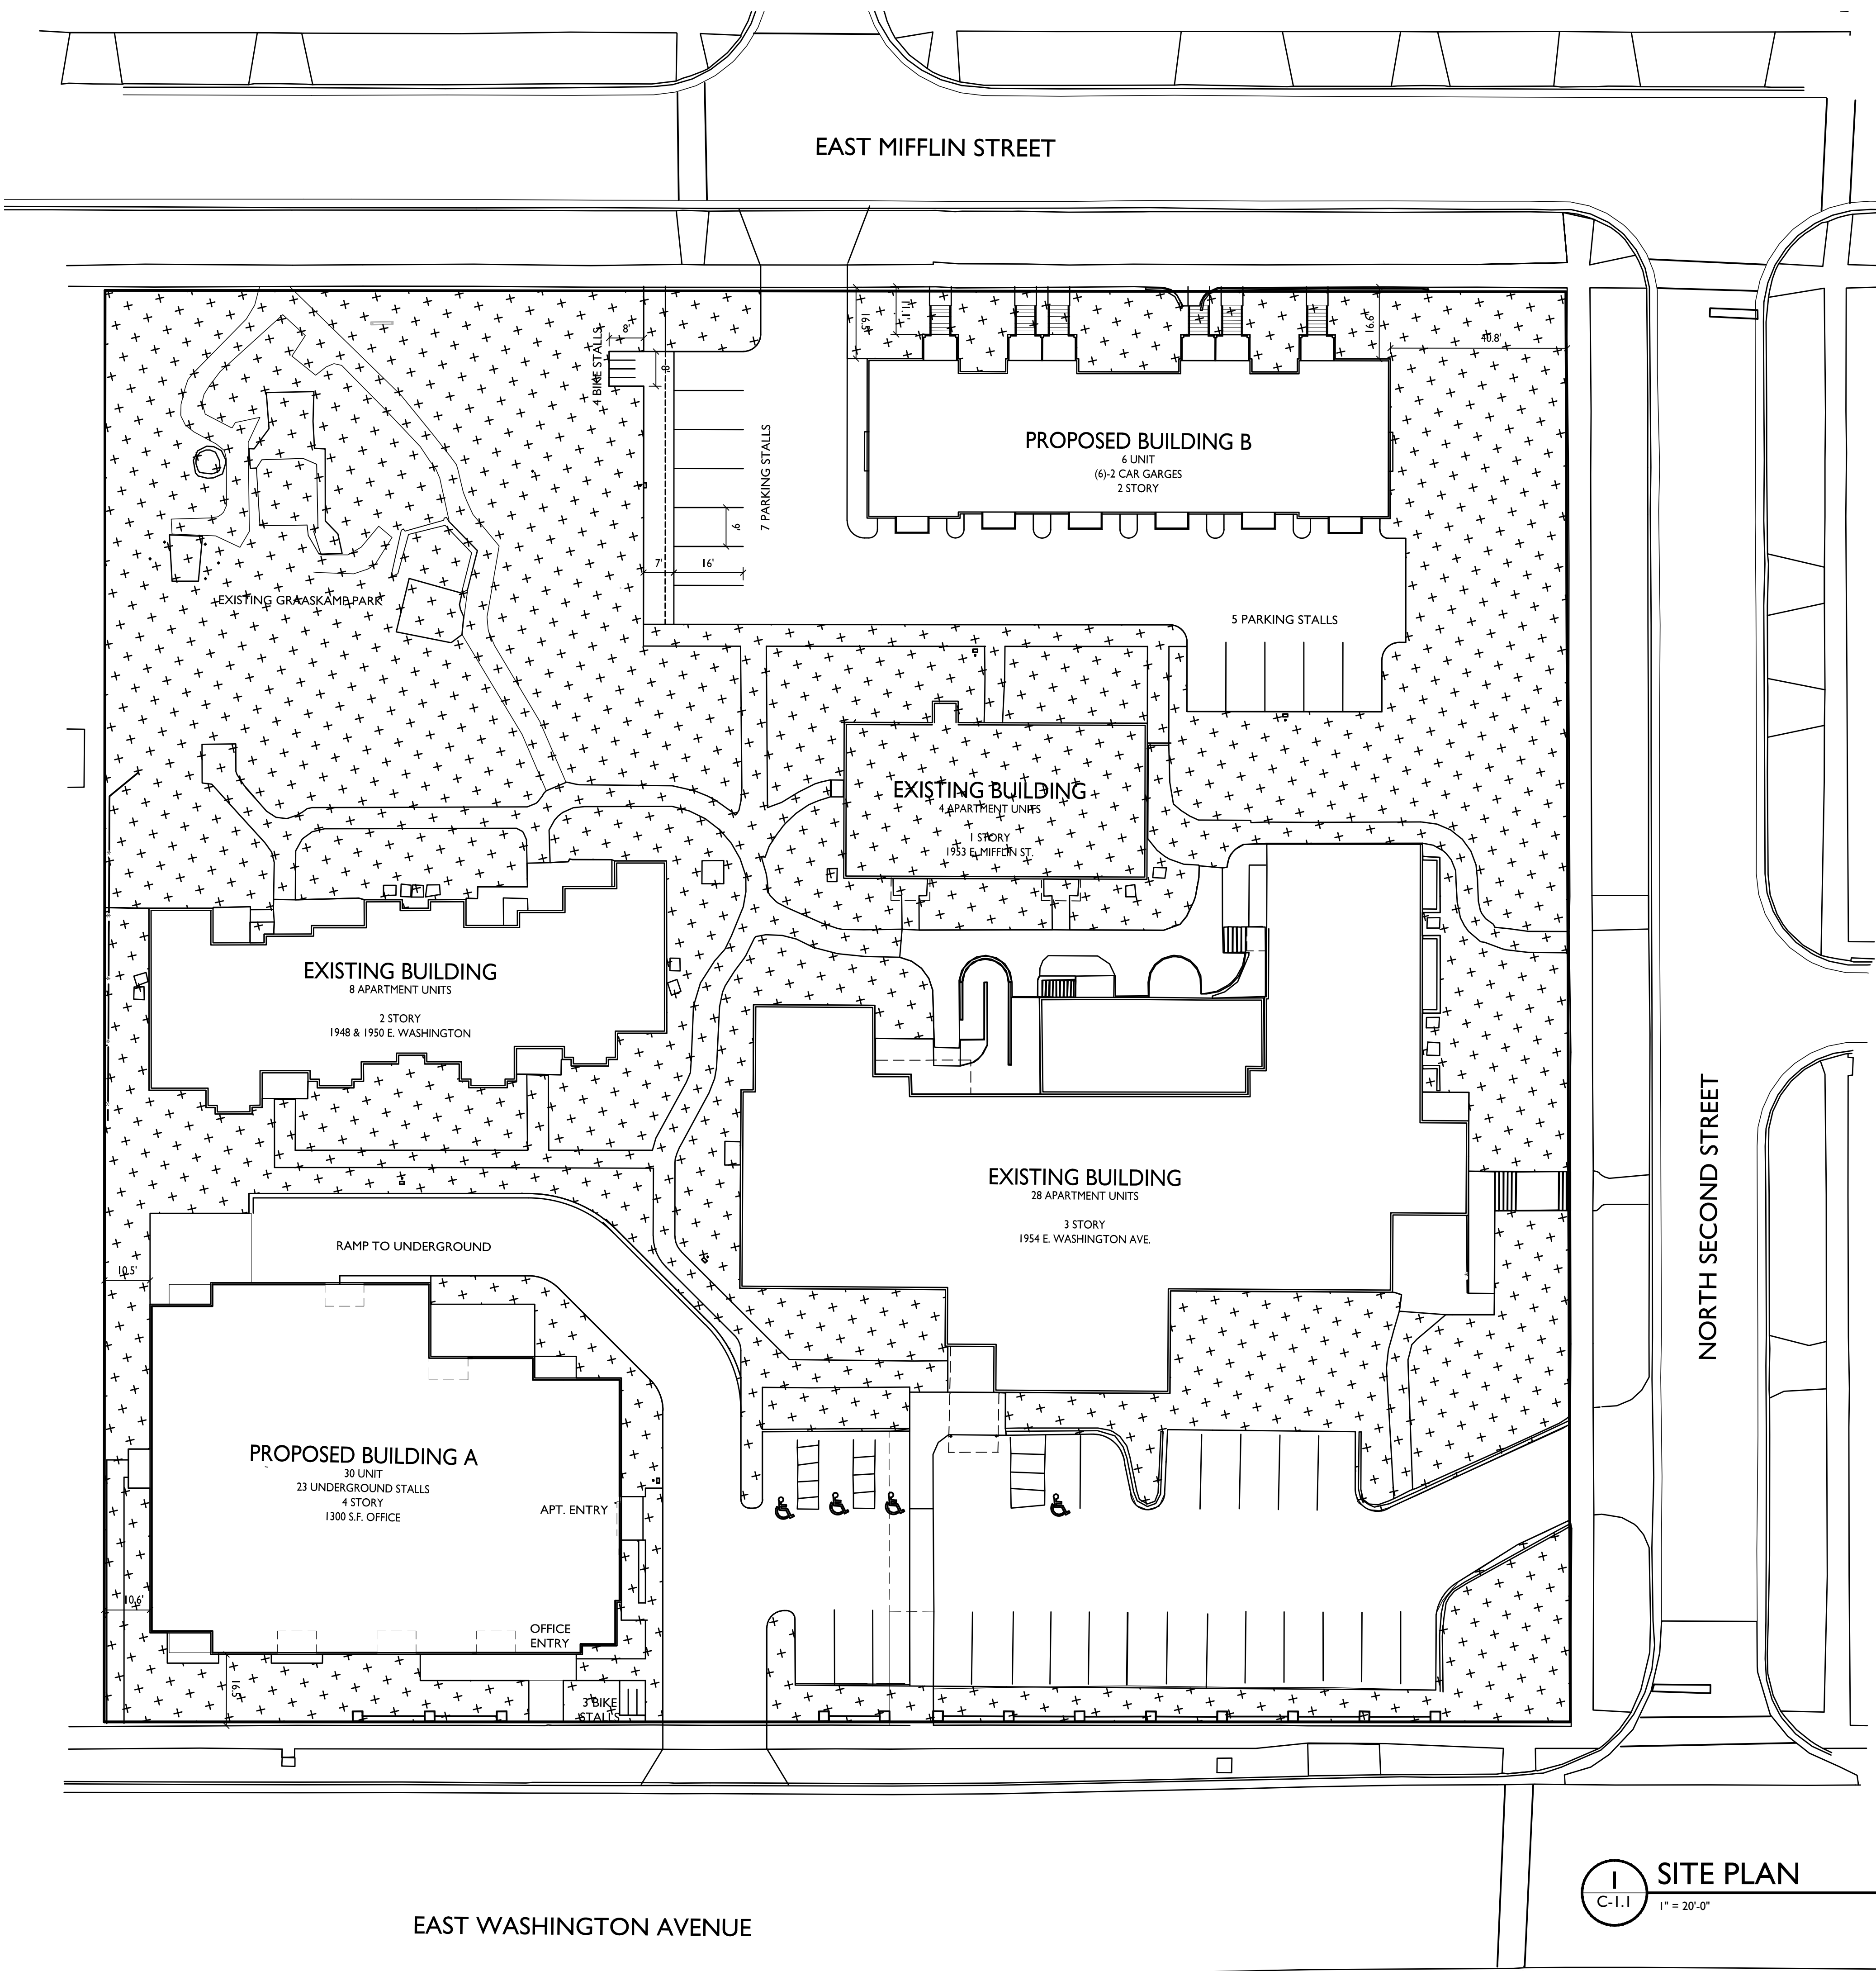 EAST MIFFLIN STREET
8'
4 BIKE STALLS
8'
7 PARKING STALLS
9'
7'
16'
16.5'
11.1'
16.6'
40.8'
PROPOSED BUILDING B
6 UNIT
(6)-2 CAR GARGES
2 STORY
EXISTING GRAASKAMP PARK
5 PARKING STALLS
EXISTING BUILDING
4 APARTMENT UNITS
1 STORY
1953 E. MIFFLIN ST.
EXISTING BUILDING
8 APARTMENT UNITS
2 STORY
1948 & 1950 E. WASHINGTON
EXISTING BUILDING
28 APARTMENT UNITS
3 STORY
1954 E. WASHINGTON AVE.
NORTH SECOND STREET
RAMP TO UNDERGROUND
10.5'
PROPOSED BUILDING A
30 UNIT
23 UNDERGROUND STALLS
4 STORY
1300 S.F. OFFICE
APT. ENTRY
10.6'
OFFICE
ENTRY
16.5'
3 BIKE
STALLS
EAST WASHINGTON AVENUE
1
C-1.1
SITE PLAN
1" = 20'-0"